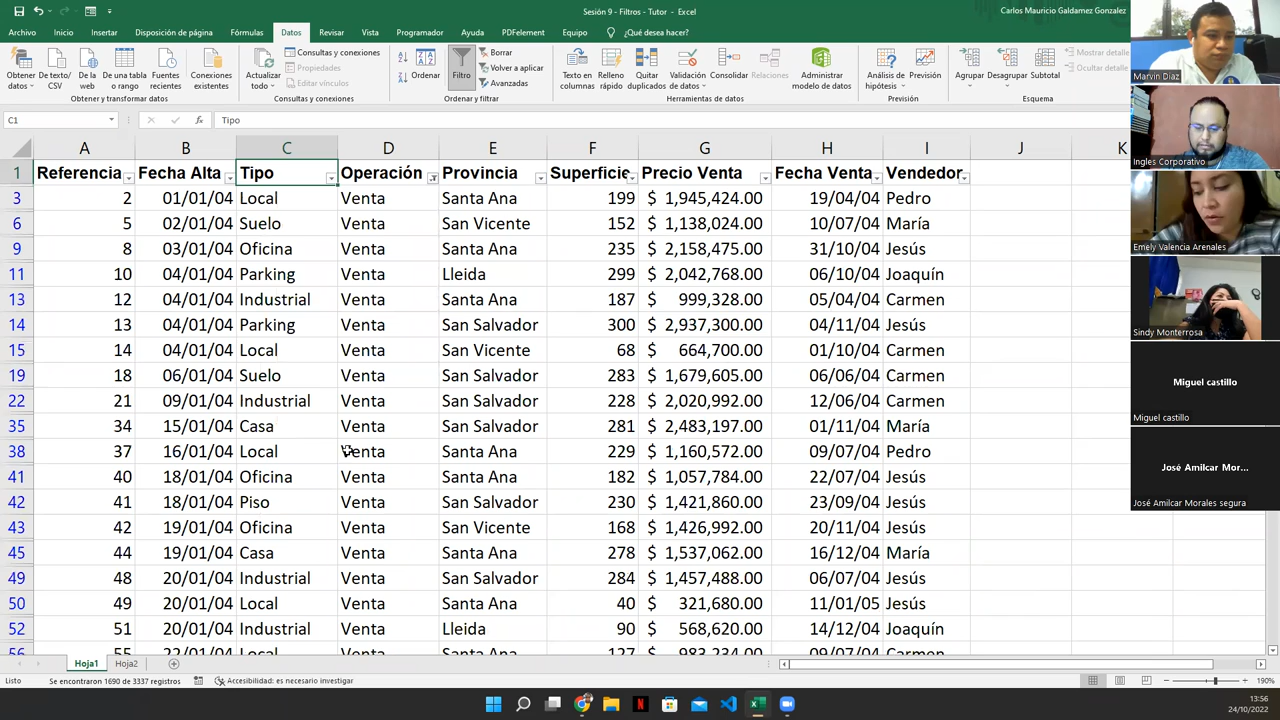 Sesión 9 - Filtros - Tutor - Excel
Carlos Mauricio Galdamez Gonzalez
Archivo Inicio Insertar Disposición de página Fórmulas Datos Revisar Vista Programador Ayuda PDFelement Equipo ¿Qué desea hacer?
Obtener datos
De texto/CSV
De la web
De una tabla o rango
Fuentes recientes
Conexiones existentes
Obtener y transformar datos
Actualizar todo
Consultas y conexiones
Propiedades
Editar vínculos
Consultas y conexiones
Ordenar
Filtro
Borrar
Volver a aplicar
Avanzadas
Ordenar y filtrar
Texto en columnas
Relleno rápido
Quitar duplicados
Validación de datos
Consolidar
Relaciones
Administrar modelo de datos
Herramientas de datos
Análisis de hipótesis
Previsión
Previsión
Agrupar
Desagrupar
Subtotal
Mostrar detalle
Ocultar detalle
Esquema
C1 fx Tipo
A B C D E F G H I J K
1 Referencia Fecha Alta Tipo Operación Provincia Superficie Precio Venta Fecha Venta Vendedor
3 2 01/01/04 Local Venta Santa Ana 199 $ 1,945,424.00 19/04/04 Pedro
6 5 02/01/04 Suelo Venta San Vicente 152 $ 1,138,024.00 10/07/04 María
9 8 03/01/04 Oficina Venta Santa Ana 235 $ 2,158,475.00 31/10/04 Jesús
11 10 04/01/04 Parking Venta Lleida 299 $ 2,042,768.00 06/10/04 Joaquín
13 12 04/01/04 Industrial Venta Santa Ana 187 $ 999,328.00 05/04/04 Carmen
14 13 04/01/04 Parking Venta San Salvador 300 $ 2,937,300.00 04/11/04 Jesús
15 14 04/01/04 Local Venta San Vicente 68 $ 664,700.00 01/10/04 Carmen
19 18 06/01/04 Suelo Venta San Salvador 283 $ 1,679,605.00 06/06/04 Carmen
22 21 09/01/04 Industrial Venta San Salvador 228 $ 2,020,992.00 12/06/04 Carmen
35 34 15/01/04 Casa Venta San Salvador 281 $ 2,483,197.00 01/11/04 María
38 37 16/01/04 Local Venta Santa Ana 229 $ 1,160,572.00 09/07/04 Pedro
41 40 18/01/04 Oficina Venta Santa Ana 182 $ 1,057,784.00 22/07/04 Jesús
42 41 18/01/04 Piso Venta San Salvador 230 $ 1,421,860.00 23/09/04 Jesús
43 42 19/01/04 Oficina Venta San Vicente 168 $ 1,426,992.00 20/11/04 Jesús
45 44 19/01/04 Casa Venta Santa Ana 278 $ 1,537,062.00 16/12/04 María
49 48 20/01/04 Industrial Venta San Salvador 284 $ 1,457,488.00 06/07/04 Jesús
50 49 20/01/04 Local Venta Santa Ana 40 $ 321,680.00 11/01/05 Jesús
52 51 20/01/04 Industrial Venta Lleida 90 $ 568,620.00 14/12/04 Joaquín
56 55 22/01/04 Local Venta Santa Ana 127 $ 983,234.00 09/07/04 Carmen
Hoja1 Hoja2
Listo Se encontraron 1690 de 3337 registros Accesibilidad: es necesario investigar 190%
13:56
24/10/2022
Marvin Diaz
Ingles Corporativo
Emely Valencia Arenales
Sindy Monterrosa
Miguel castillo
Miguel castillo
José Amilcar Mor...
José Amilcar Morales segura